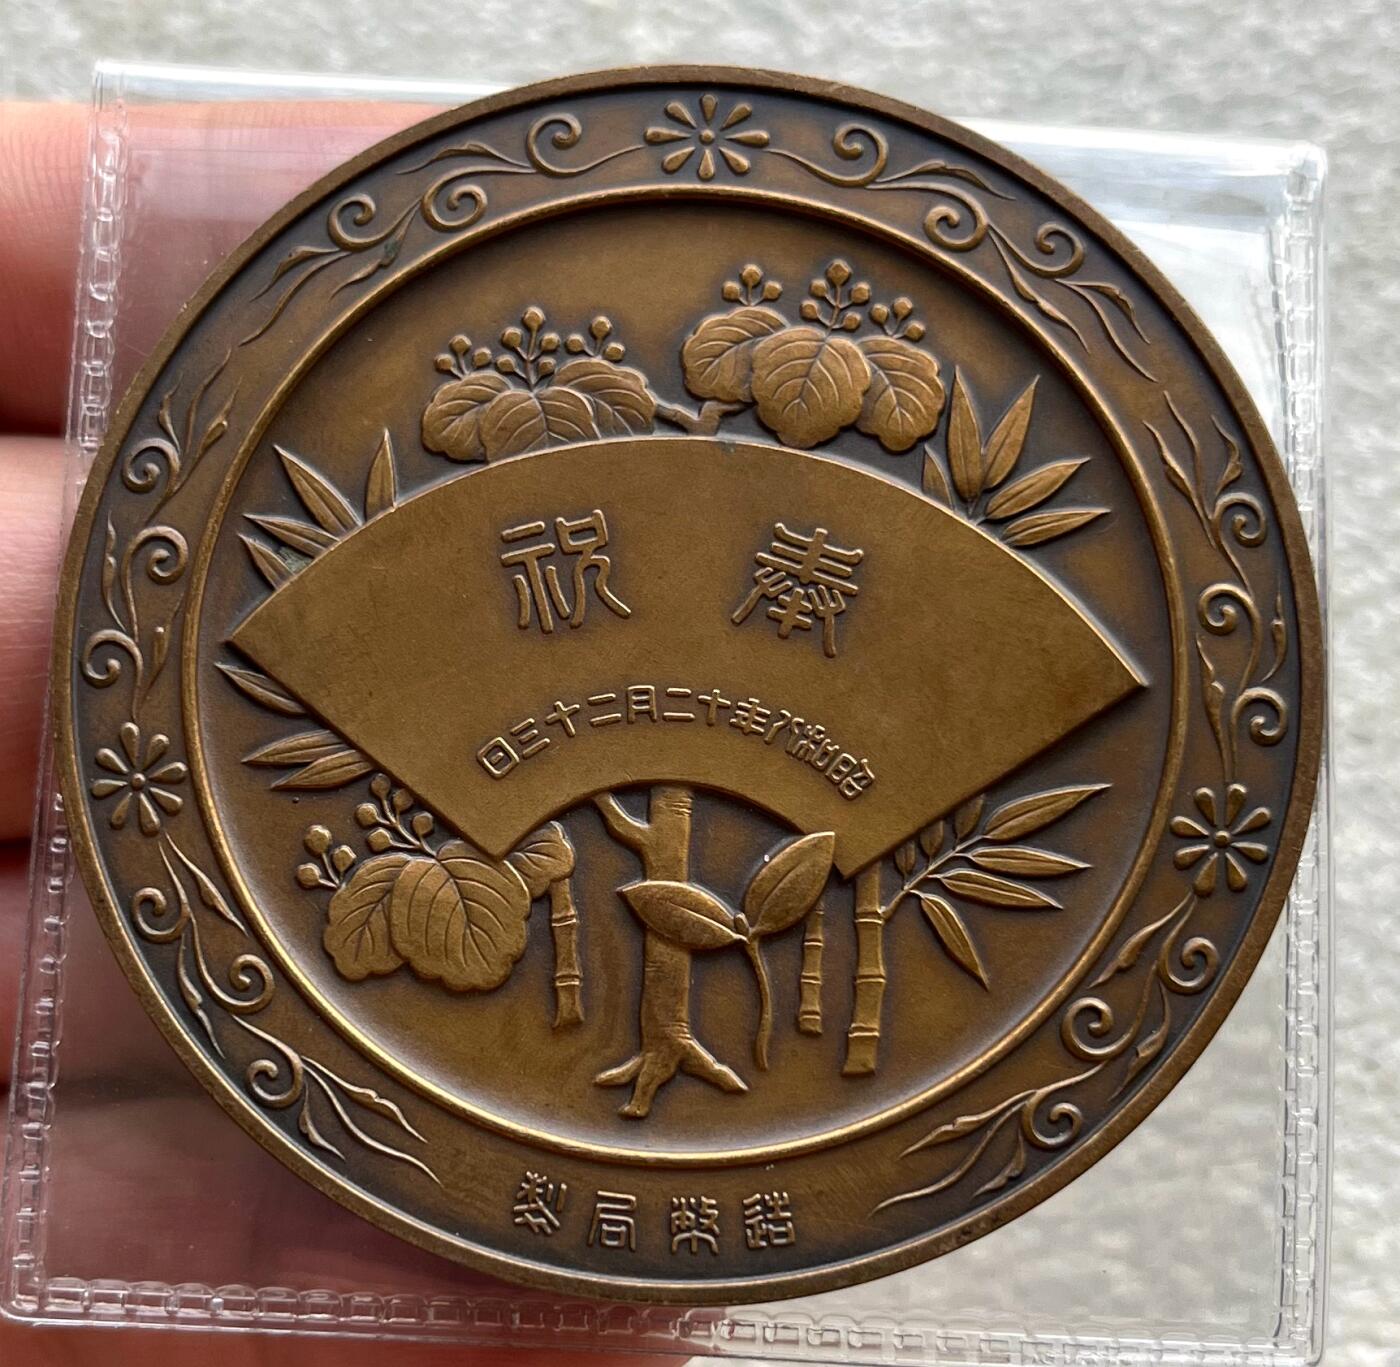 奉祝
昭和八年十二月二十三日
造幣局製